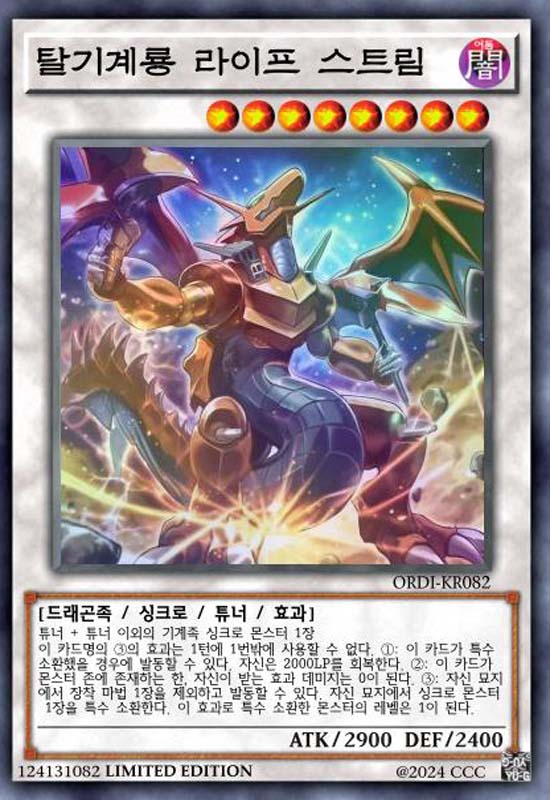 탈기계룡 라이프 스트림
어둠
闇
ORDI-KR082
[드래곤족 / 싱크로 / 튜너 / 효과]
튜너 + 튜너 이외의 기계족 싱크로 몬스터 1장
이 카드명의 ③의 효과는 1턴에 1번밖에 사용할 수 없다. ①: 이 카드가 특수
소환했을 경우에 발동할 수 있다. 자신은 2000LP를 회복한다. ②: 이 카드가
몬스터 존에 존재하는 한, 자신이 받는 효과 데미지는 0이 된다. ③: 자신 묘지
에서 장착 마법 1장을 제외하고 발동할 수 있다. 자신 묘지에서 싱크로 몬스터
1장을 특수 소환한다. 이 효과로 특수 소환한 몬스터의 레벨은 1이 된다.
ATK/2900 DEF/2400
124131082 LIMITED EDITION
@2024 CCC